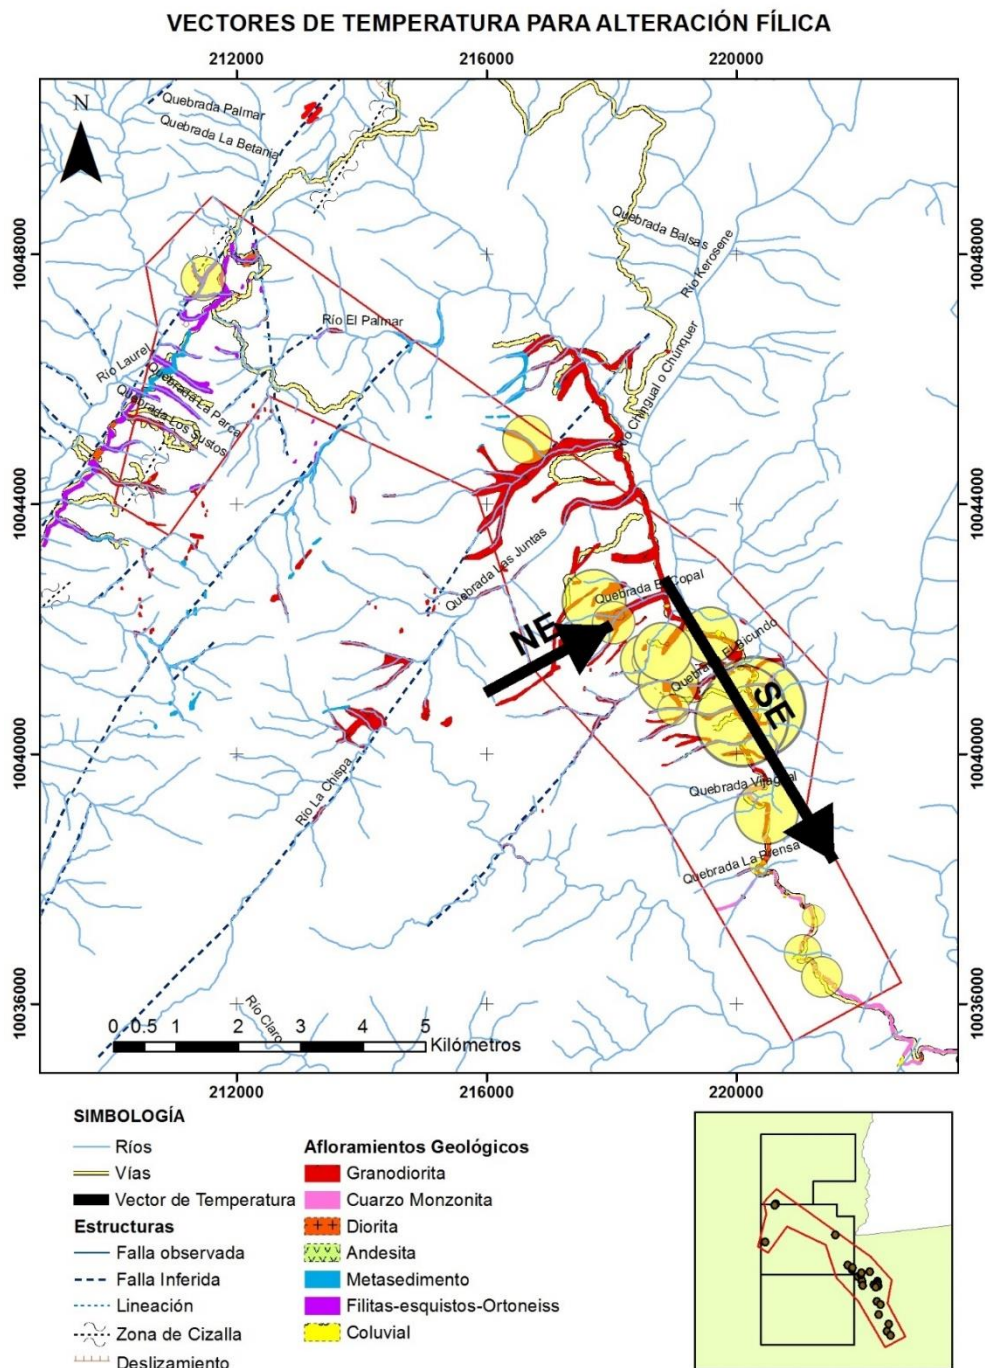 VECTORES DE TEMPERATURA PARA ALTERACIÓN FÍLICA
212000 216000 220000
N
Quebrada Palmar
Quebrada La Betania
Quebrada Balsas
Río Kerosene
10048000 10048000
Río El Palmar
Río Laurel
Quebrada La Parca
Quebrada Los Sustos
Río Chingual o Chunquer
10044000 10044000
Quebrada Las Juntas
Quebrada El Copal
NE
Quebrada El Bicundo
SE
10040000 10040000
Quebrada Villagual
Río La Chispa
Quebrada La Prensa
10036000 10036000
Río Claro
0 0.5 1 2 3 4 5
Kilómetros
212000 216000 220000
SIMBOLOGÍA
Ríos
Vías
Vector de Temperatura
Estructuras
Falla observada
Falla Inferida
Lineación
Zona de Cizalla
Deslizamiento
Afloramientos Geológicos
Granodiorita
Cuarzo Monzonita
Diorita
Andesita
Metasedimento
Filitas-esquistos-Ortoneiss
Coluvial